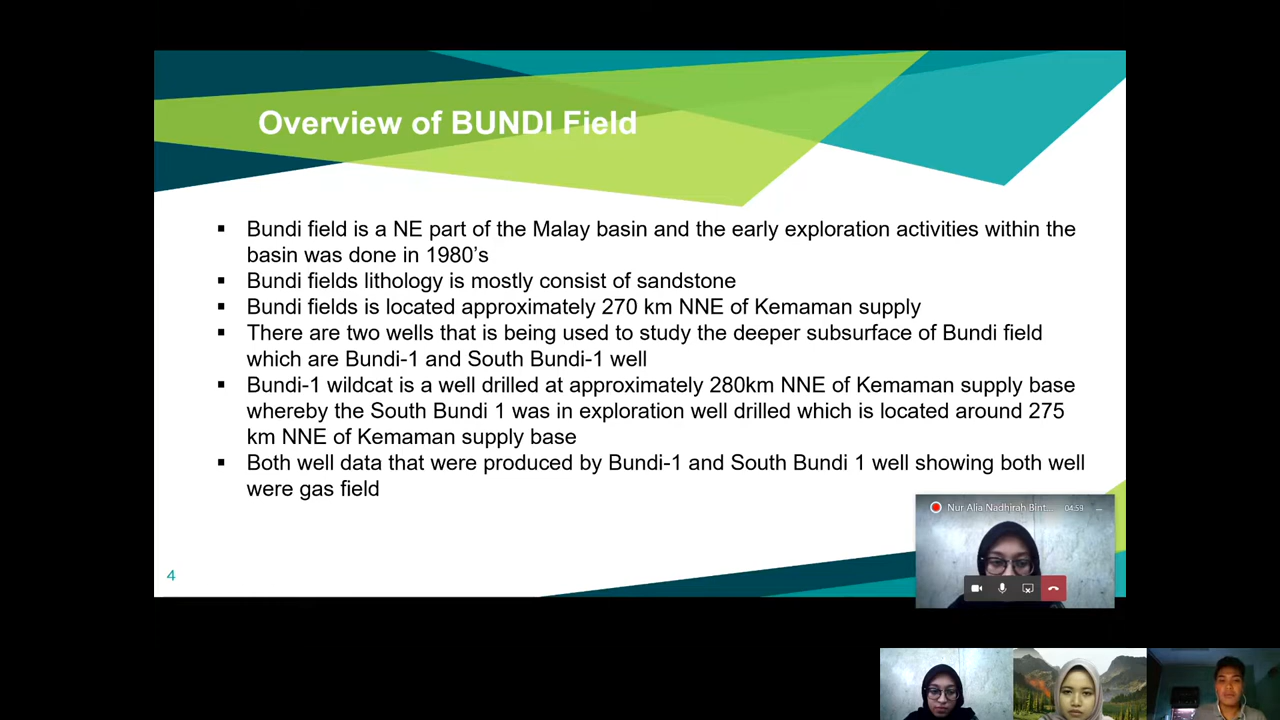 Overview of BUNDI Field
▪ Bundi field is a NE part of the Malay basin and the early exploration activities within the
basin was done in 1980’s
▪ Bundi fields lithology is mostly consist of sandstone
▪ Bundi fields is located approximately 270 km NNE of Kemaman supply
▪ There are two wells that is being used to study the deeper subsurface of Bundi field
which are Bundi-1 and South Bundi-1 well
▪ Bundi-1 wildcat is a well drilled at approximately 280km NNE of Kemaman supply base
whereby the South Bundi 1 was in exploration well drilled which is located around 275
km NNE of Kemaman supply base
▪ Both well data that were produced by Bundi-1 and South Bundi 1 well showing both well
were gas field
Nur Alia Nadhirah Bint... 04:59
4